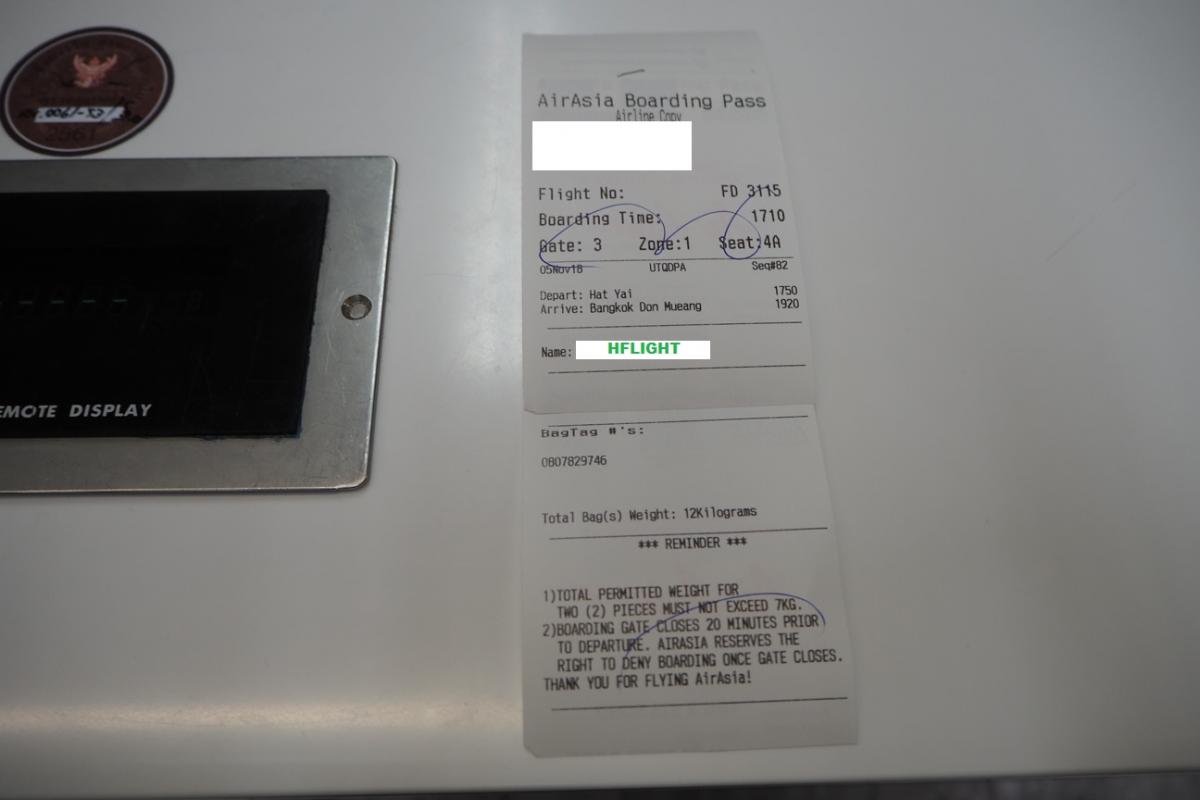 2561
EMOTE DISPLAY
AirAsia Boarding Pass
Airline Copy
Flight No: FD 3115
Boarding Time: 1710
Gate: 3 Zone:1 Seat:4A
05Nov18 UTQDPA Seq#82
Depart: Hat Yai 1750
Arrive: Bangkok Don Mueang 1920
Name: HFLIGHT
BagTag #'s:
0807829746
Total Bag(s) Weight: 12Kilograms
*** REMINDER ***
1)TOTAL PERMITTED WEIGHT FOR
TWO (2) PIECES MUST NOT EXCEED 7KG.
2)BOARDING GATE CLOSES 20 MINUTES PRIOR
TO DEPARTURE. AIRASIA RESERVES THE
RIGHT TO DENY BOARDING ONCE GATE CLOSES.
THANK YOU FOR FLYING AirAsia!